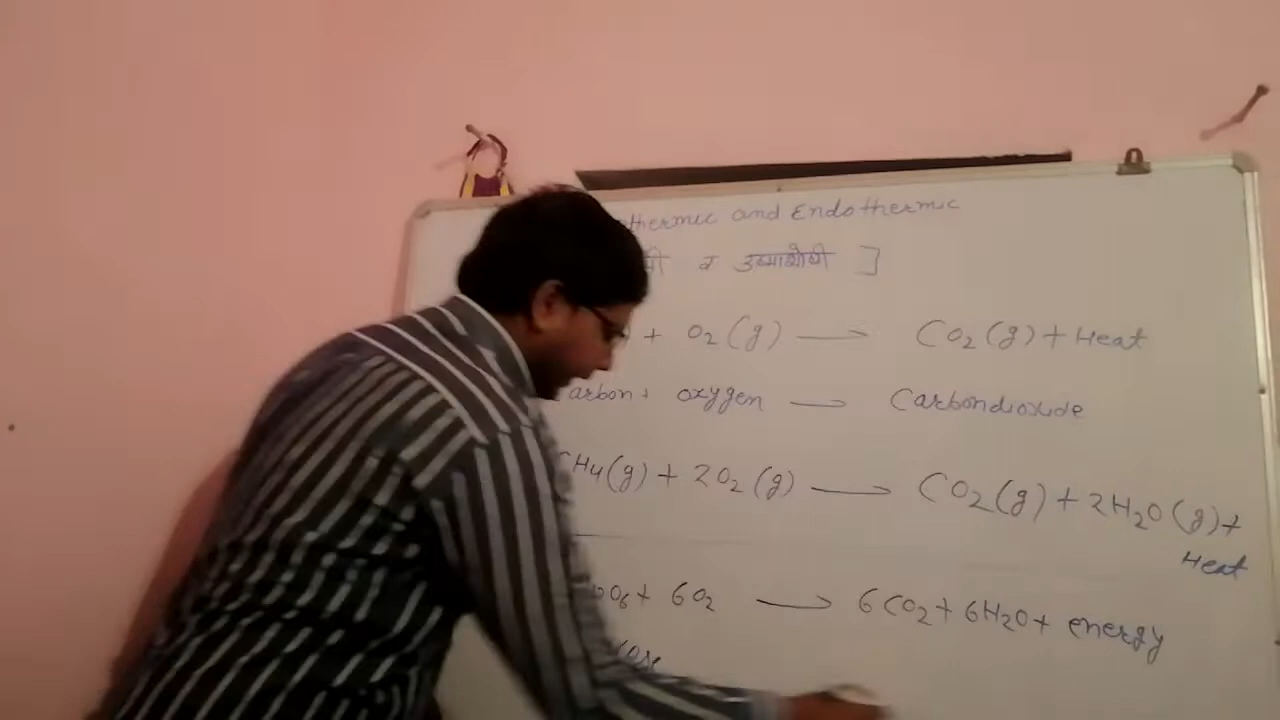 thermic and Endothermic
व उष्माशोषी ]
+ O₂(g) → CO₂(g) + Heat
arbon + oxygen → Carbondioxide
CH₄(g) + 2O₂(g) → CO₂(g) + 2H₂O(g) +
Heat
O₆ + 6O₂ → 6CO₂ + 6H₂O + energy